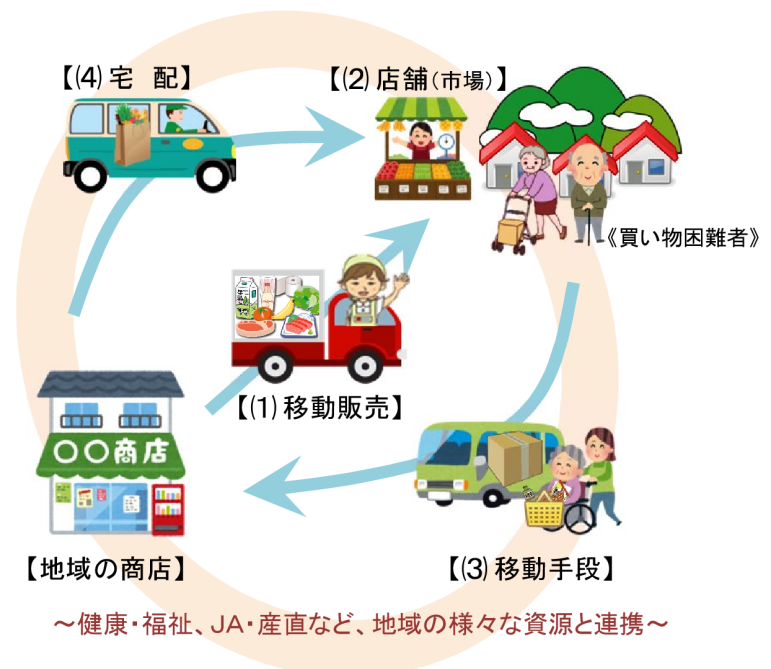 【⑷ 宅　配】
【⑵ 店舗（市場）】
《買い物困難者》
【⑴ 移動販売】
〇〇商店
【地域の商店】
【⑶ 移動手段】
～健康・福祉、JA・産直など、地域の様々な資源と連携～